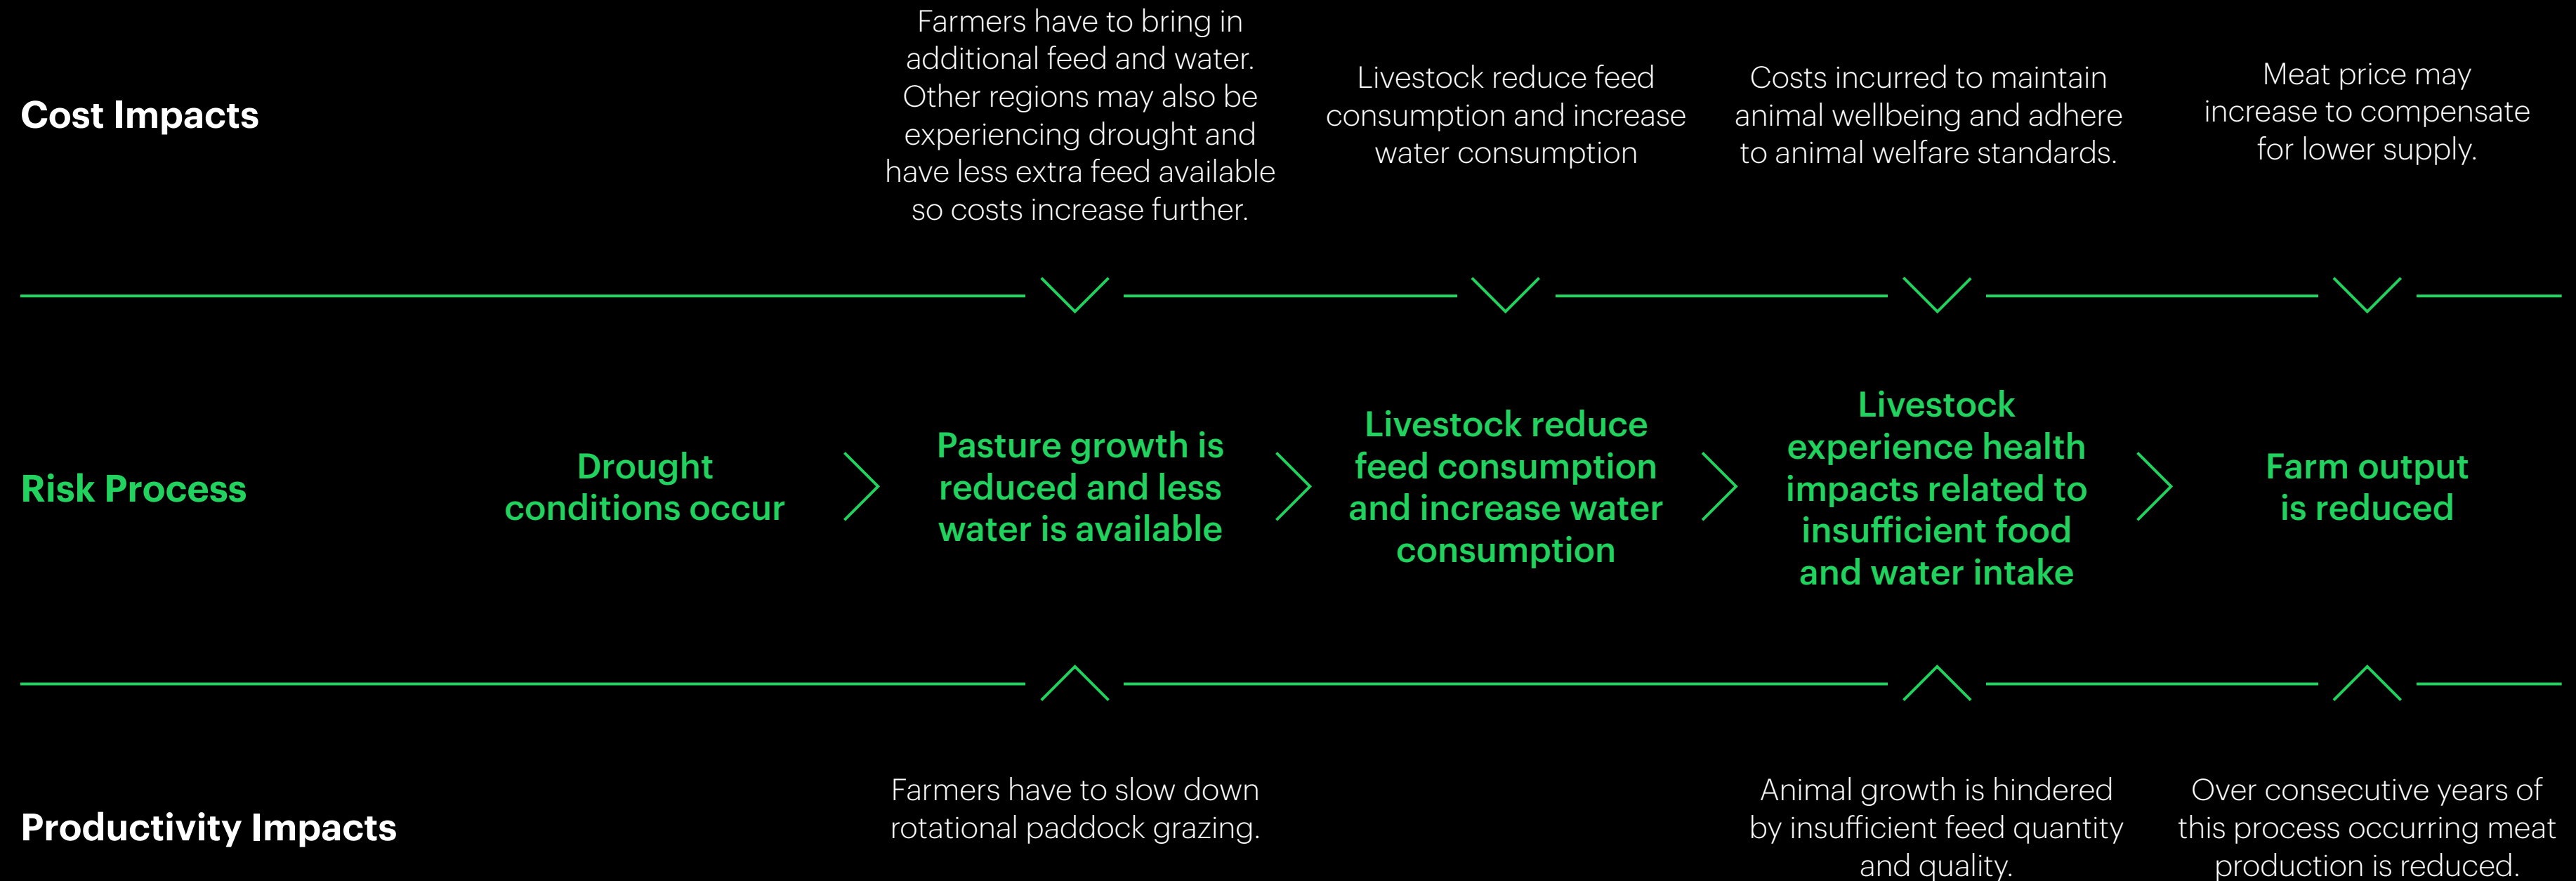 Cost Impacts
Farmers have to bring in
additional feed and water.
Other regions may also be
experiencing drought and
have less extra feed available
so costs increase further.
Livestock reduce feed
consumption and increase
water consumption
Costs incurred to maintain
animal wellbeing and adhere
to animal welfare standards.
Meat price may
increase to compensate
for lower supply.
Risk Process
Drought
conditions occur
Pasture growth is
reduced and less
water is available
Livestock reduce
feed consumption
and increase water
consumption
Livestock
experience health
impacts related to
insufficient food
and water intake
Farm output
is reduced
Productivity Impacts
Farmers have to slow down
rotational paddock grazing.
Animal growth is hindered
by insufficient feed quantity
and quality.
Over consecutive years of
this process occurring meat
production is reduced.